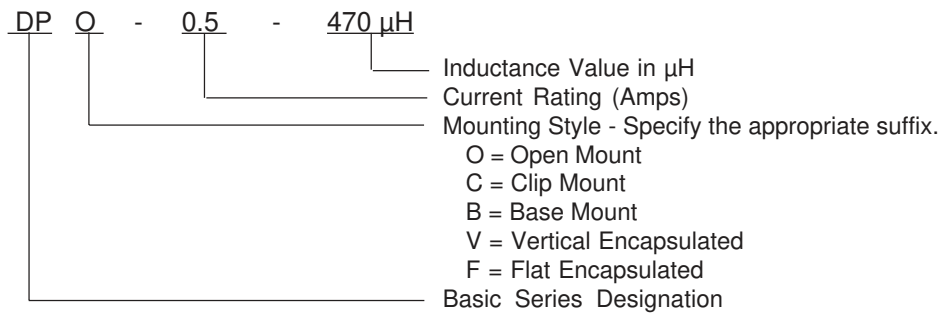 DP O - 0.5 - 470 µH
Inductance Value in µH
Current Rating (Amps)
Mounting Style - Specify the appropriate suffix.
O = Open Mount
C = Clip Mount
B = Base Mount
V = Vertical Encapsulated
F = Flat Encapsulated
Basic Series Designation